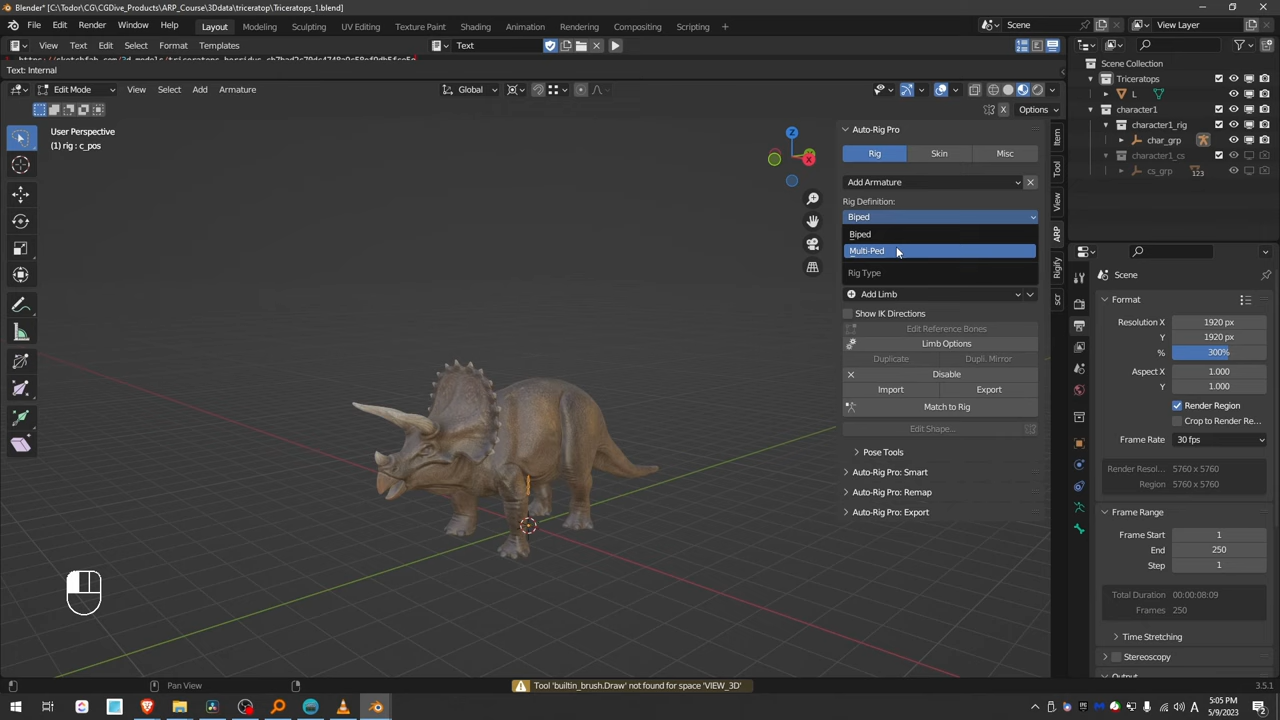 Blender* [C:\Todor\CG\CGDive_Products\ARP_Course\3Ddata\triceratop\Triceratops_1.blend]
File Edit Render Window Help Layout Modeling Sculpting UV Editing Texture Paint Shading Animation Rendering Compositing Scripting Scene View Layer
View Text Edit Select Format Templates Text
Text: Internal
Edit Mode View Select Add Armature Global
Options
User Perspective
(1) rig : c_pos
Z
X
Auto-Rig Pro
Rig Skin Misc
Add Armature
Rig Definition:
Biped
Biped
Multi-Ped
Rig Type
Add Limb
Show IK Directions
Edit Reference Bones
Limb Options
Duplicate Dupli. Mirror
Disable
Import Export
Match to Rig
Edit Shape...
Pose Tools
Auto-Rig Pro: Smart
Auto-Rig Pro: Remap
Auto-Rig Pro: Export
Item
Tool
View
ARP
Rigify
scr
Scene Collection
Triceratops
L
character1
character1_rig
char_grp
character1_cs
cs_grp 123
Scene
Format
Resolution X 1920 px
Y 1920 px
% 300%
Aspect X 1.000
Y 1.000
Render Region
Crop to Render Re...
Frame Rate 30 fps
Render Resol... 5760 x 5760
Region 5760 x 5760
Frame Range
Frame Start 1
End 250
Step 1
Total Duration 00:00:08:09
Frames 250
Time Stretching
Stereoscopy
Output
Pan View
Tool 'builtin_brush.Draw' not found for space 'VIEW_3D'
3.5.1
5:05 PM
5/9/2023